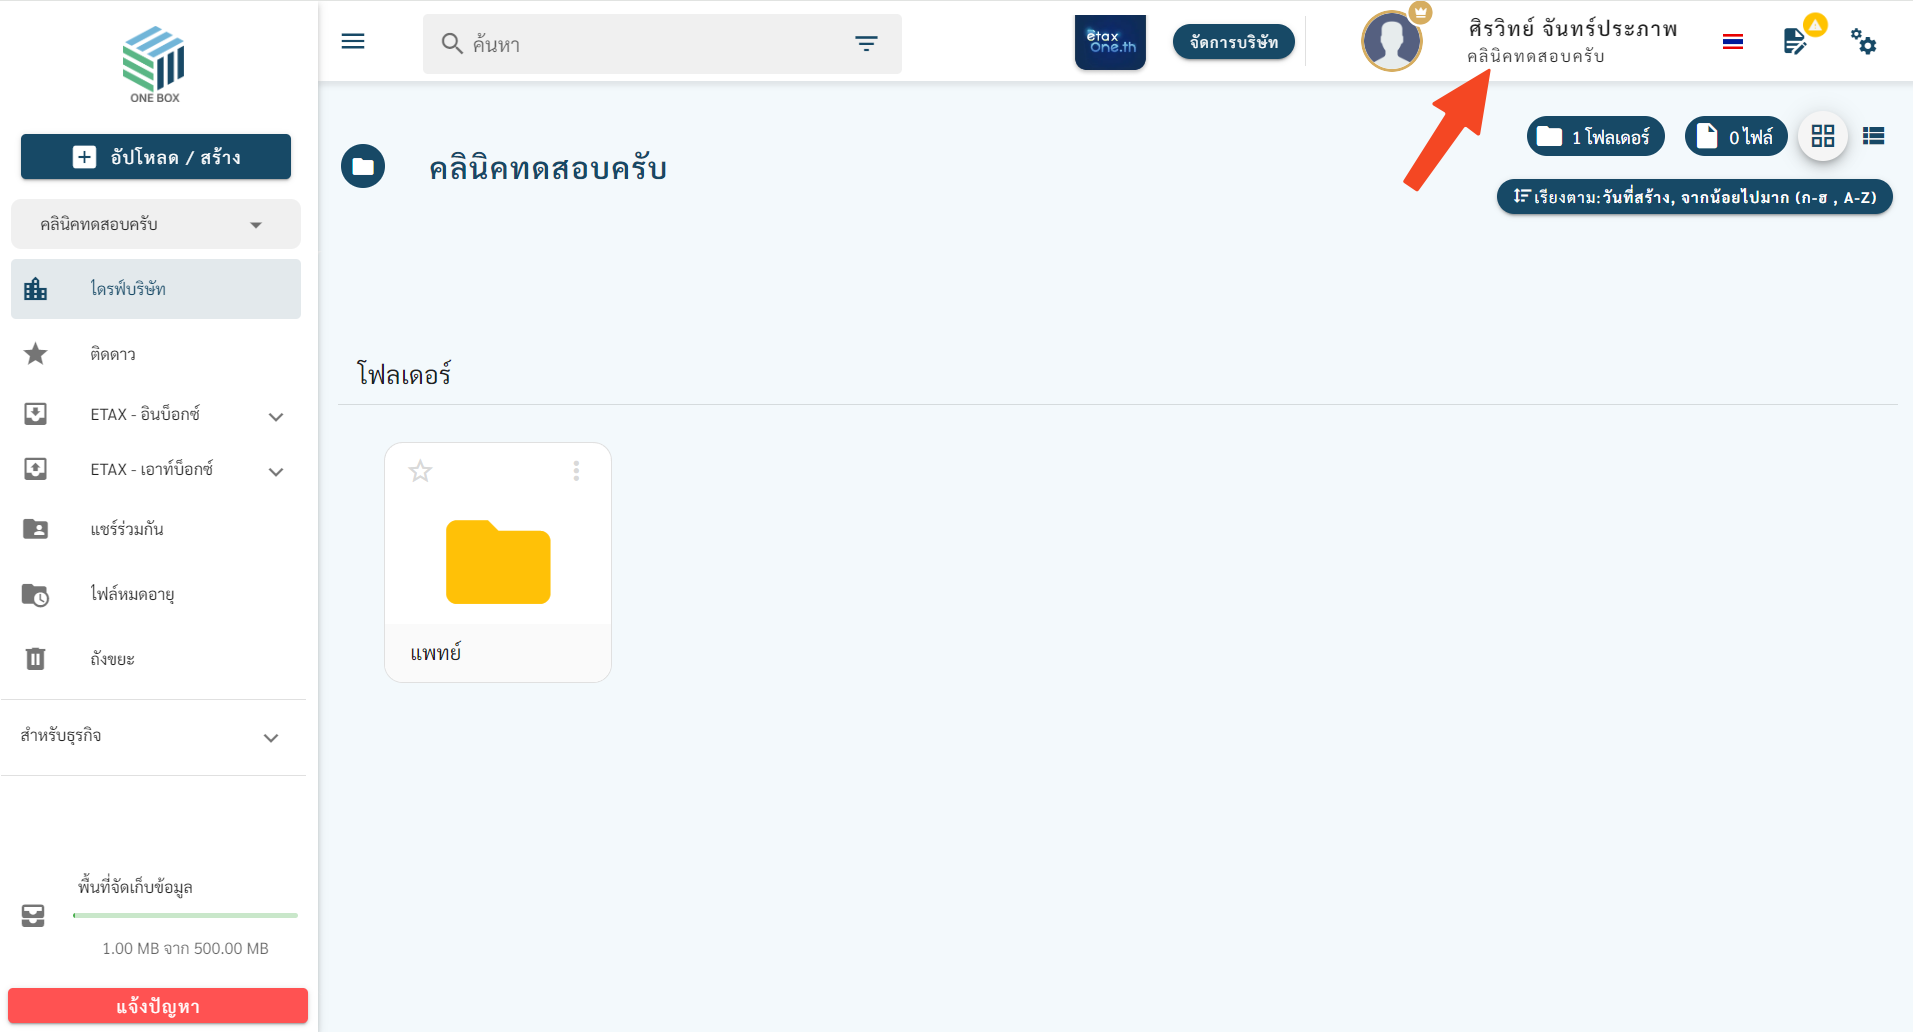 ONE BOX
อัปโหลด / สร้าง
คลินิคทดสอบครับ
ไดรฟ์บริษัท
ติดดาว
ETAX - อินบ็อกซ์
ETAX - เอาท์บ็อกซ์
แชร์ร่วมกัน
ไฟล์หมดอายุ
ถังขยะ
สำหรับธุรกิจ
พื้นที่จัดเก็บข้อมูล
1.00 MB จาก 500.00 MB
แจ้งปัญหา
ค้นหา
etax
One.th
จัดการบริษัท
ศิรวิทย์ จันทร์ประภาพ
คลินิคทดสอบครับ
คลินิคทดสอบครับ
1 โฟลเดอร์
0 ไฟล์
เรียงตาม: วันที่สร้าง, จากน้อยไปมาก (ก-ฮ , A-Z)
โฟลเดอร์
แพทย์